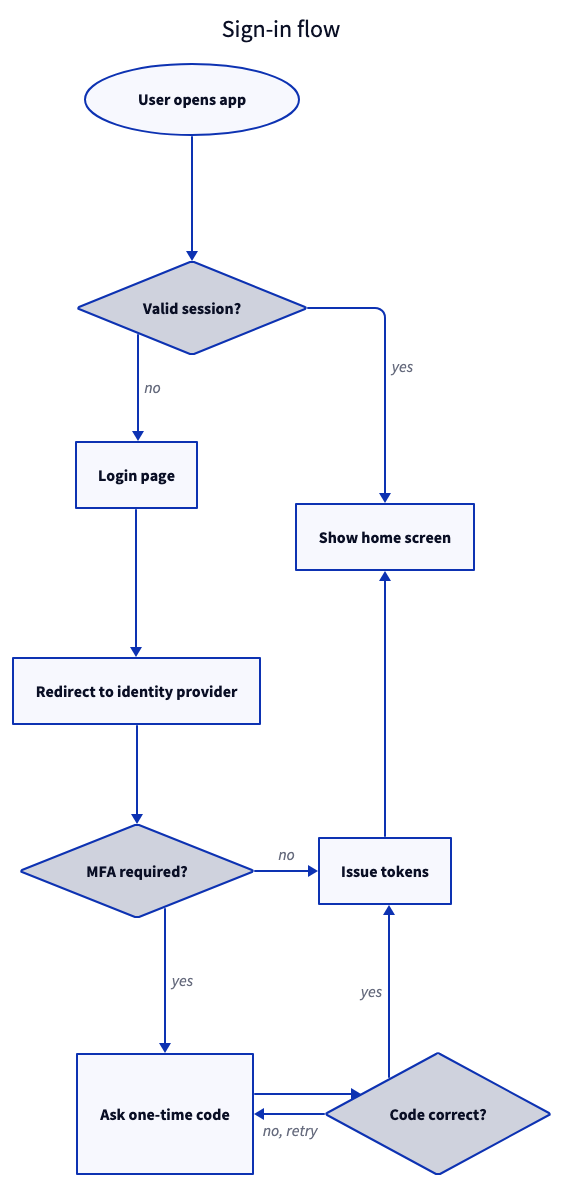 Sign-in flow
User opens app
Valid session?
yes
no
Login page
Show home screen
Redirect to identity provider
no
MFA required?
Issue tokens
yes
yes
Ask one-time code
Code correct?
no, retry